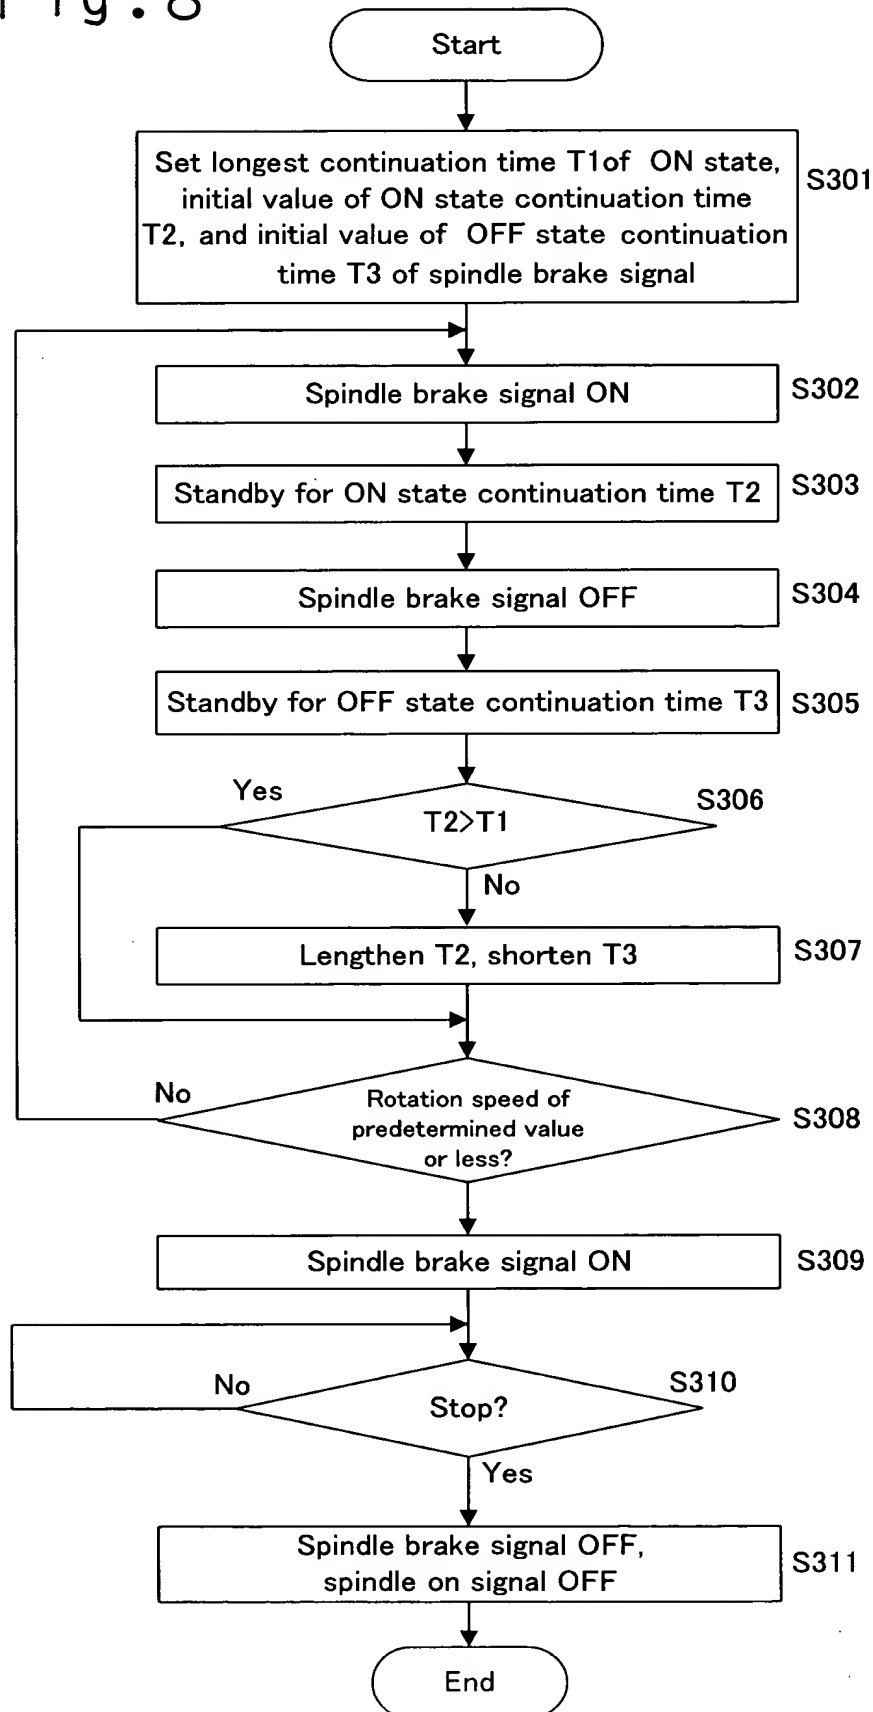 Fig.8
Start
Set longest continuation time T1of ON state,
initial value of ON state continuation time
T2, and initial value of OFF state continuation
time T3 of spindle brake signal
S301
Spindle brake signal ON
S302
Standby for ON state continuation time T2
S303
Spindle brake signal OFF
S304
Standby for OFF state continuation time T3
S305
Yes
T2>T1
S306
No
Lengthen T2, shorten T3
S307
No
Rotation speed of
predetermined value
or less?
S308
Spindle brake signal ON
S309
No
Stop?
S310
Yes
Spindle brake signal OFF,
spindle on signal OFF
S311
End